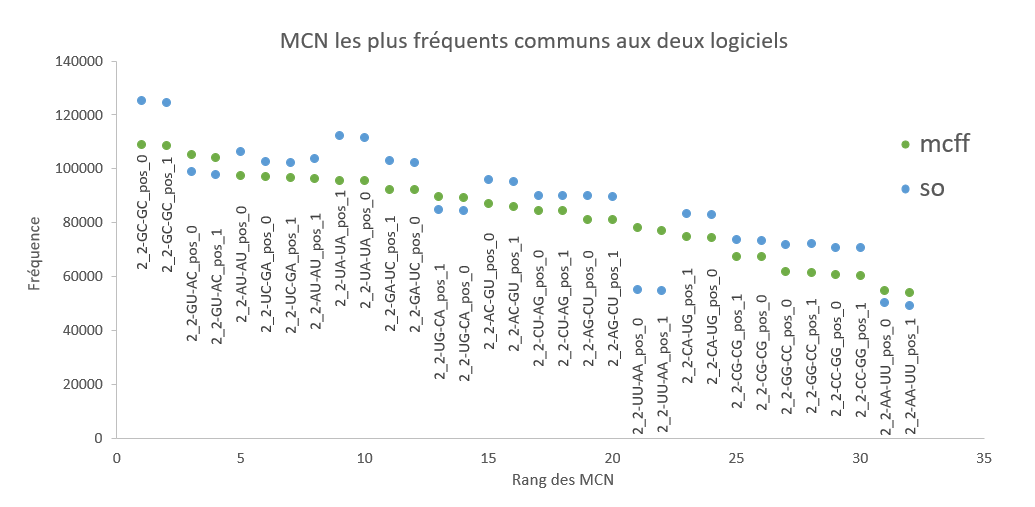 MCN les plus fréquents communs aux deux logiciels
140000
120000
100000
80000
60000
40000
20000
0
Fréquence
2_2-GC-GC_pos_0
2_2-GC-GC_pos_1
2_2-GU-AC_pos_0
2_2-GU-AC_pos_1
2_2-AU-AU_pos_0
2_2-UC-GA_pos_0
2_2-UC-GA_pos_1
2_2-AU-AU_pos_1
2_2-UA-UA_pos_1
2_2-UA-UA_pos_0
2_2-GA-UC_pos_1
2_2-GA-UC_pos_0
2_2-UG-CA_pos_1
2_2-UG-CA_pos_0
2_2-AC-GU_pos_0
2_2-AC-GU_pos_1
2_2-CU-AG_pos_0
2_2-CU-AG_pos_1
2_2-AG-CU_pos_0
2_2-AG-CU_pos_1
2_2-UU-AA_pos_0
2_2-UU-AA_pos_1
2_2-CA-UG_pos_1
2_2-CA-UG_pos_0
2_2-CG-CG_pos_1
2_2-CG-CG_pos_0
2_2-GG-CC_pos_0
2_2-GG-CC_pos_1
2_2-CC-GG_pos_0
2_2-CC-GG_pos_1
2_2-AA-UU_pos_0
2_2-AA-UU_pos_1
mcff
so
0 5 10 15 20 25 30 35
Rang des MCN